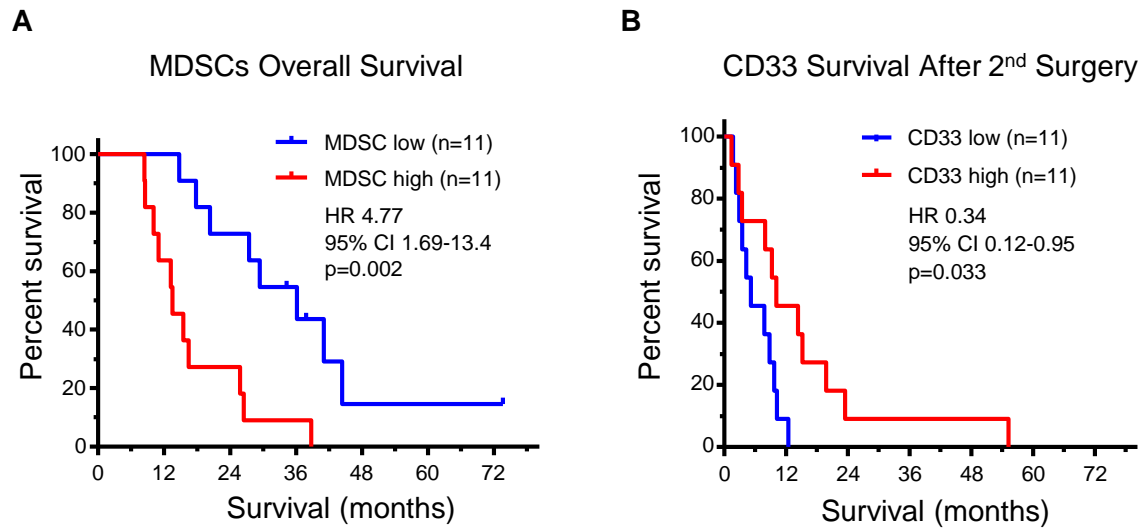 A
MDSCs Overall Survival
MDSC low (n=11)
MDSC high (n=11)
HR 4.77
95% CI 1.69-13.4
p=0.002
Percent survival
100
80
60
40
20
0
0 12 24 36 48 60 72
Survival (months)
B
CD33 Survival After 2nd Surgery
CD33 low (n=11)
CD33 high (n=11)
HR 0.34
95% CI 0.12-0.95
p=0.033
Percent survival
100
80
60
40
20
0
0 12 24 36 48 60 72
Survival (months)